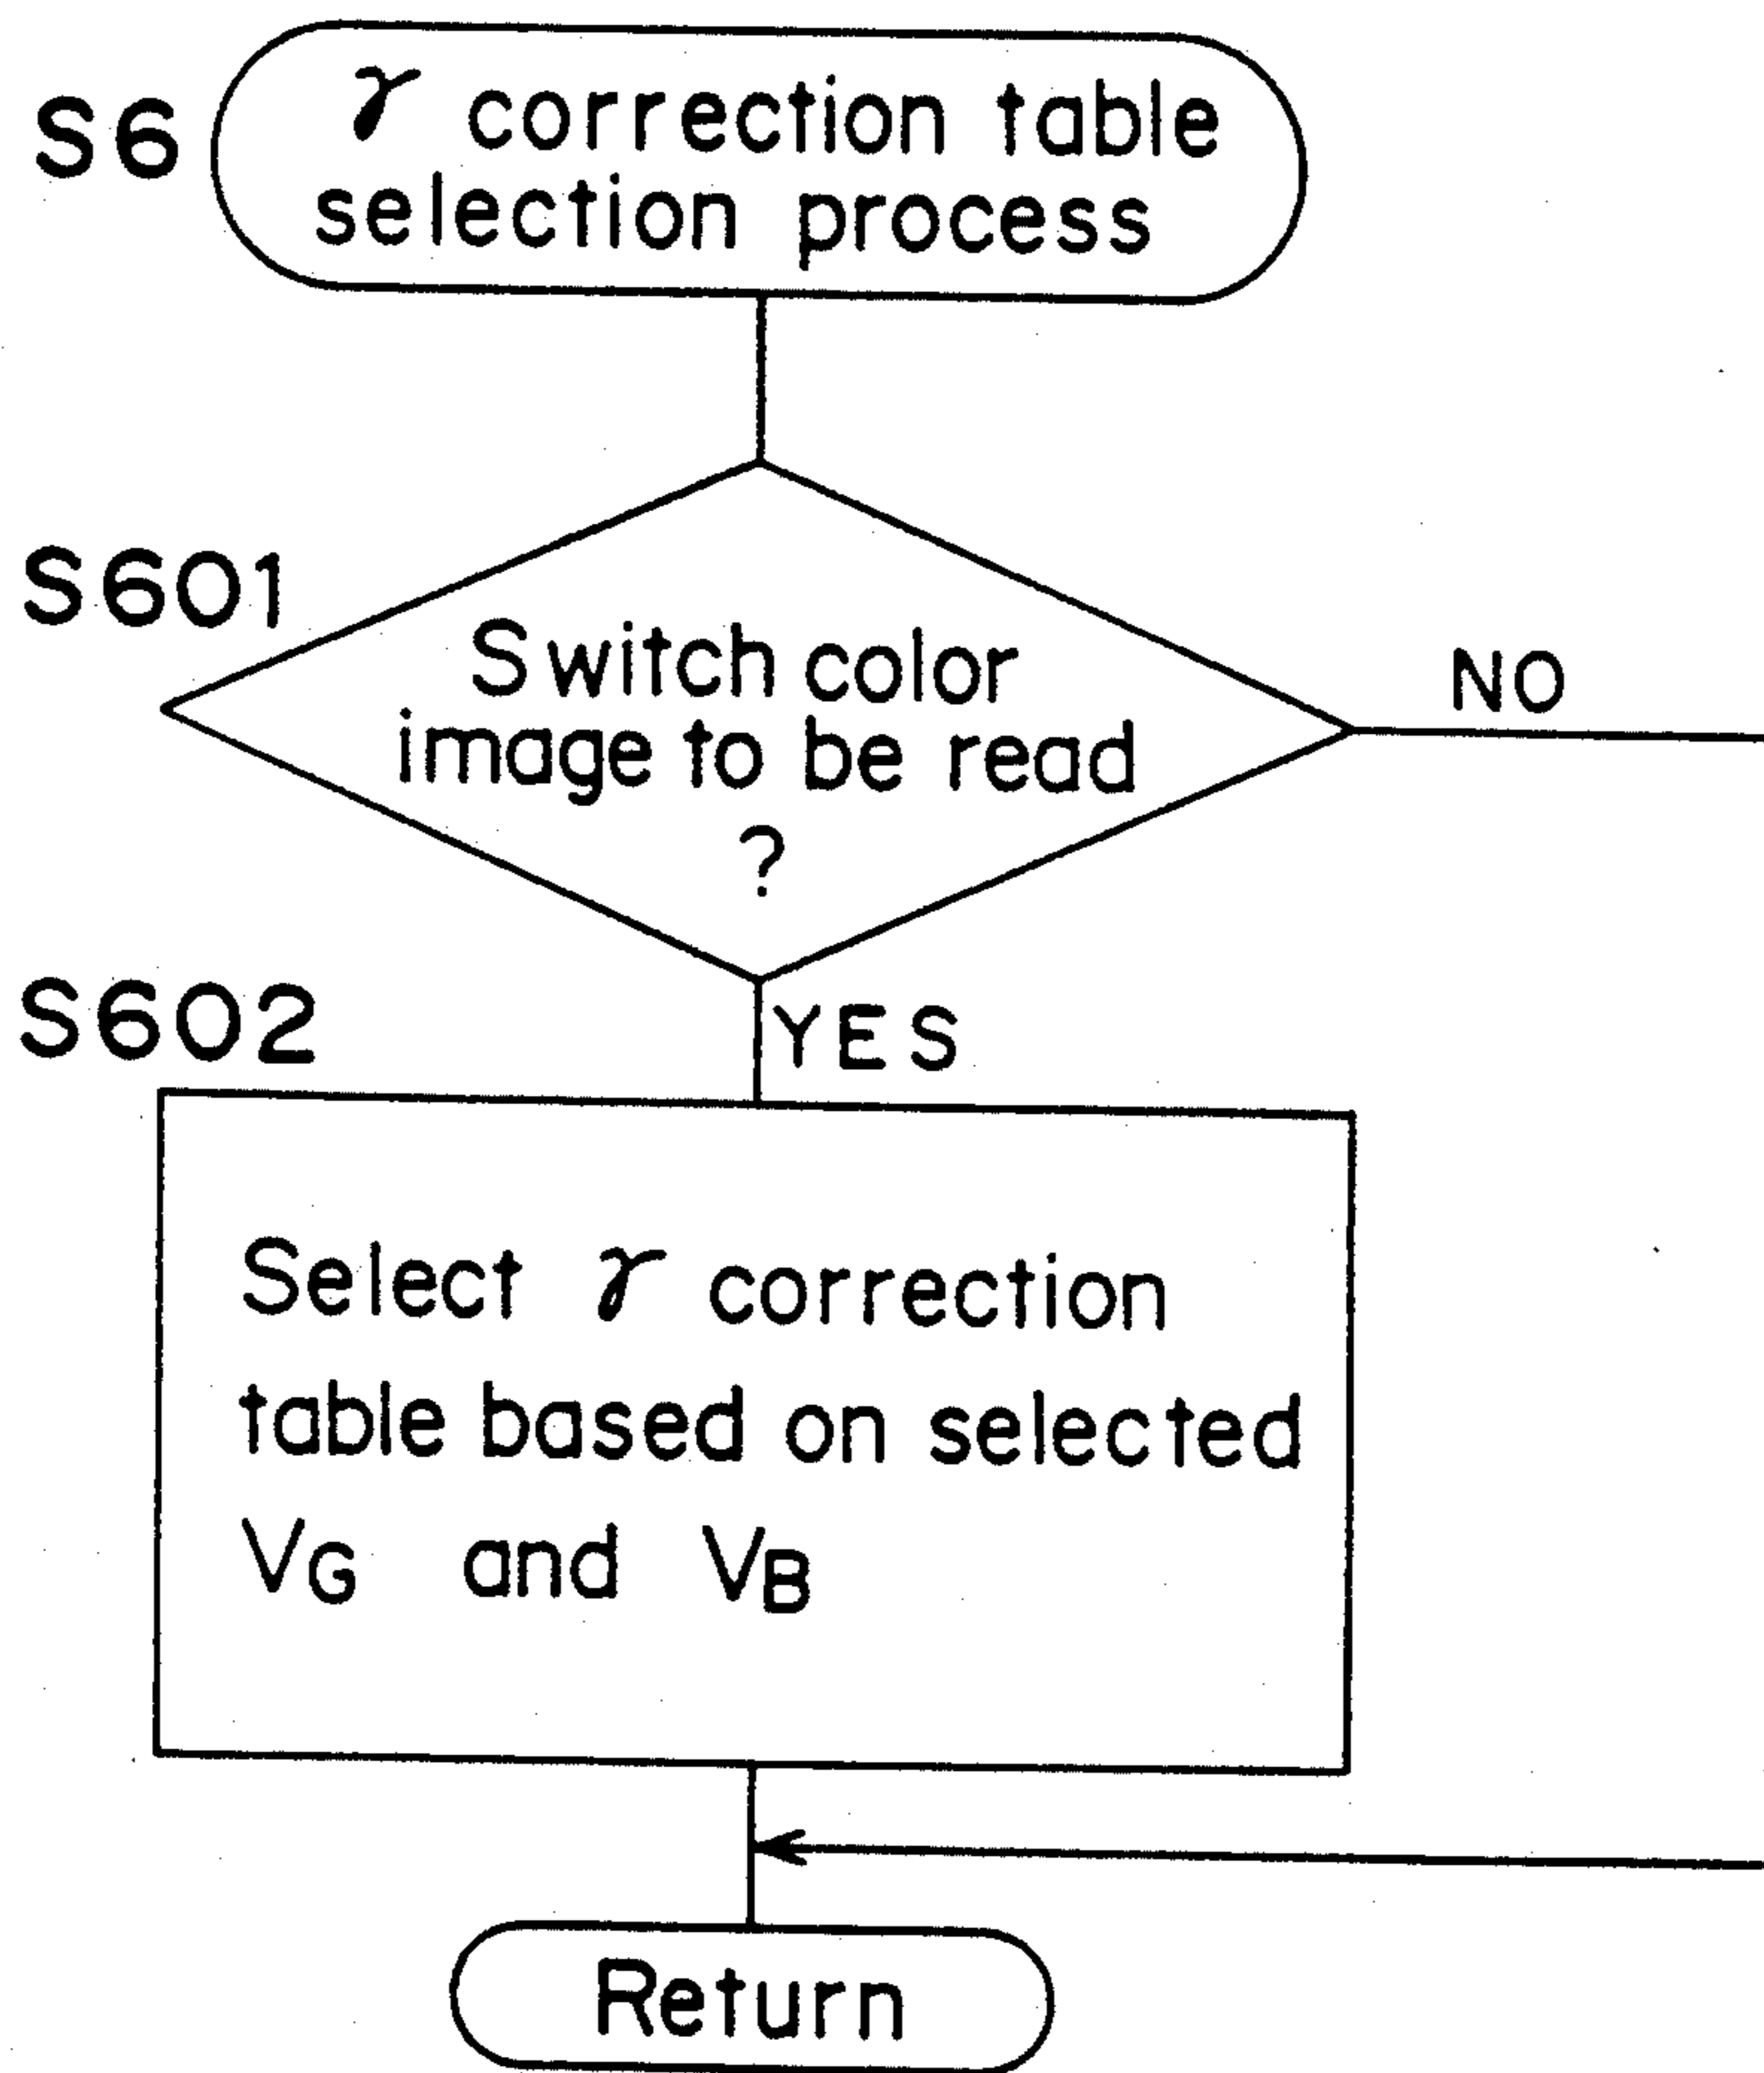 S6
γ correction table
selection process
S601
Switch color
image to be read
?
NO
YES
S602
Select γ correction
table based on selected
VG and VB
Return